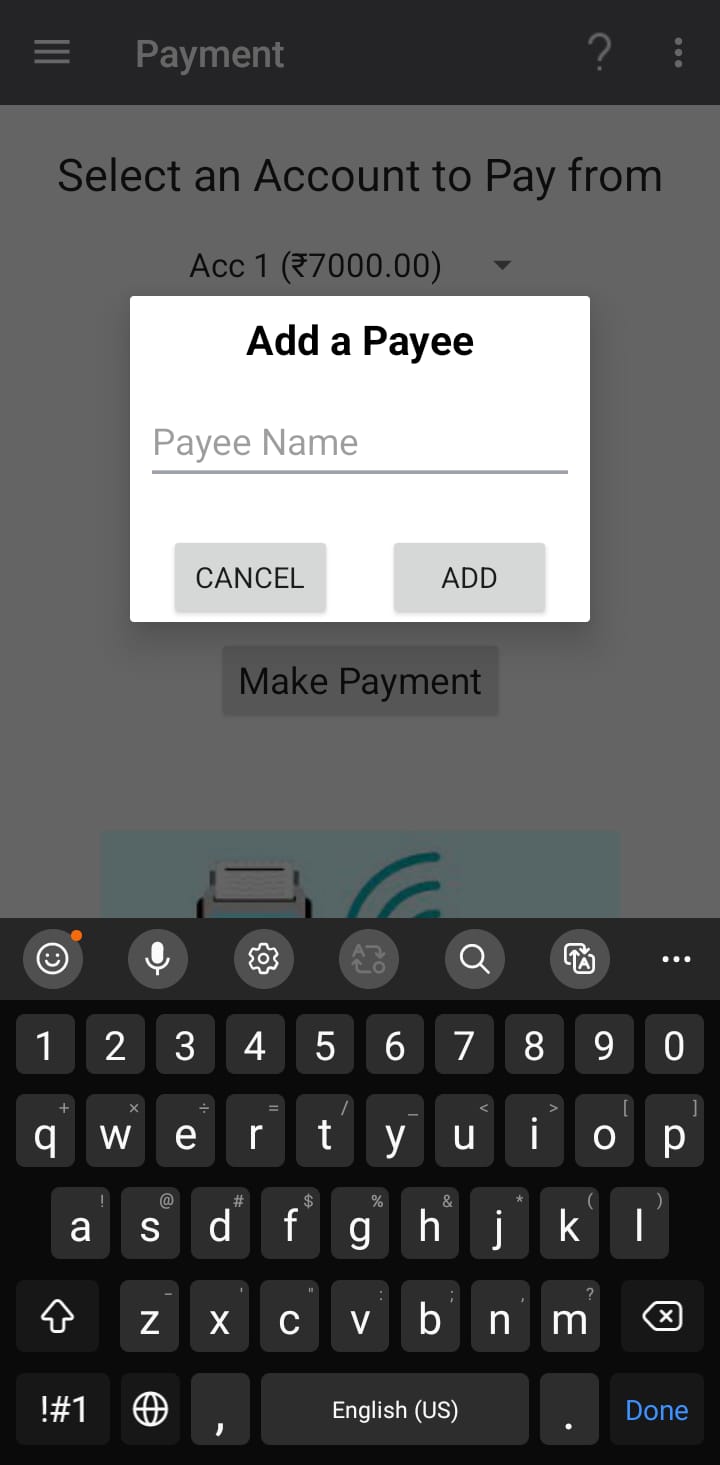 Payment ?
Select an Account to Pay from
Acc 1 (₹7000.00)
Add a Payee
Payee Name
CANCEL ADD
Make Payment
1 2 3 4 5 6 7 8 9 0
+ × ÷ = / _ < > [ ]
q w e r t y u i o p
! @ # $ % & * ( )
a s d f g h j k l
- ' " : ; , ?
z x c v b n m
!#1 , English (US) . Done